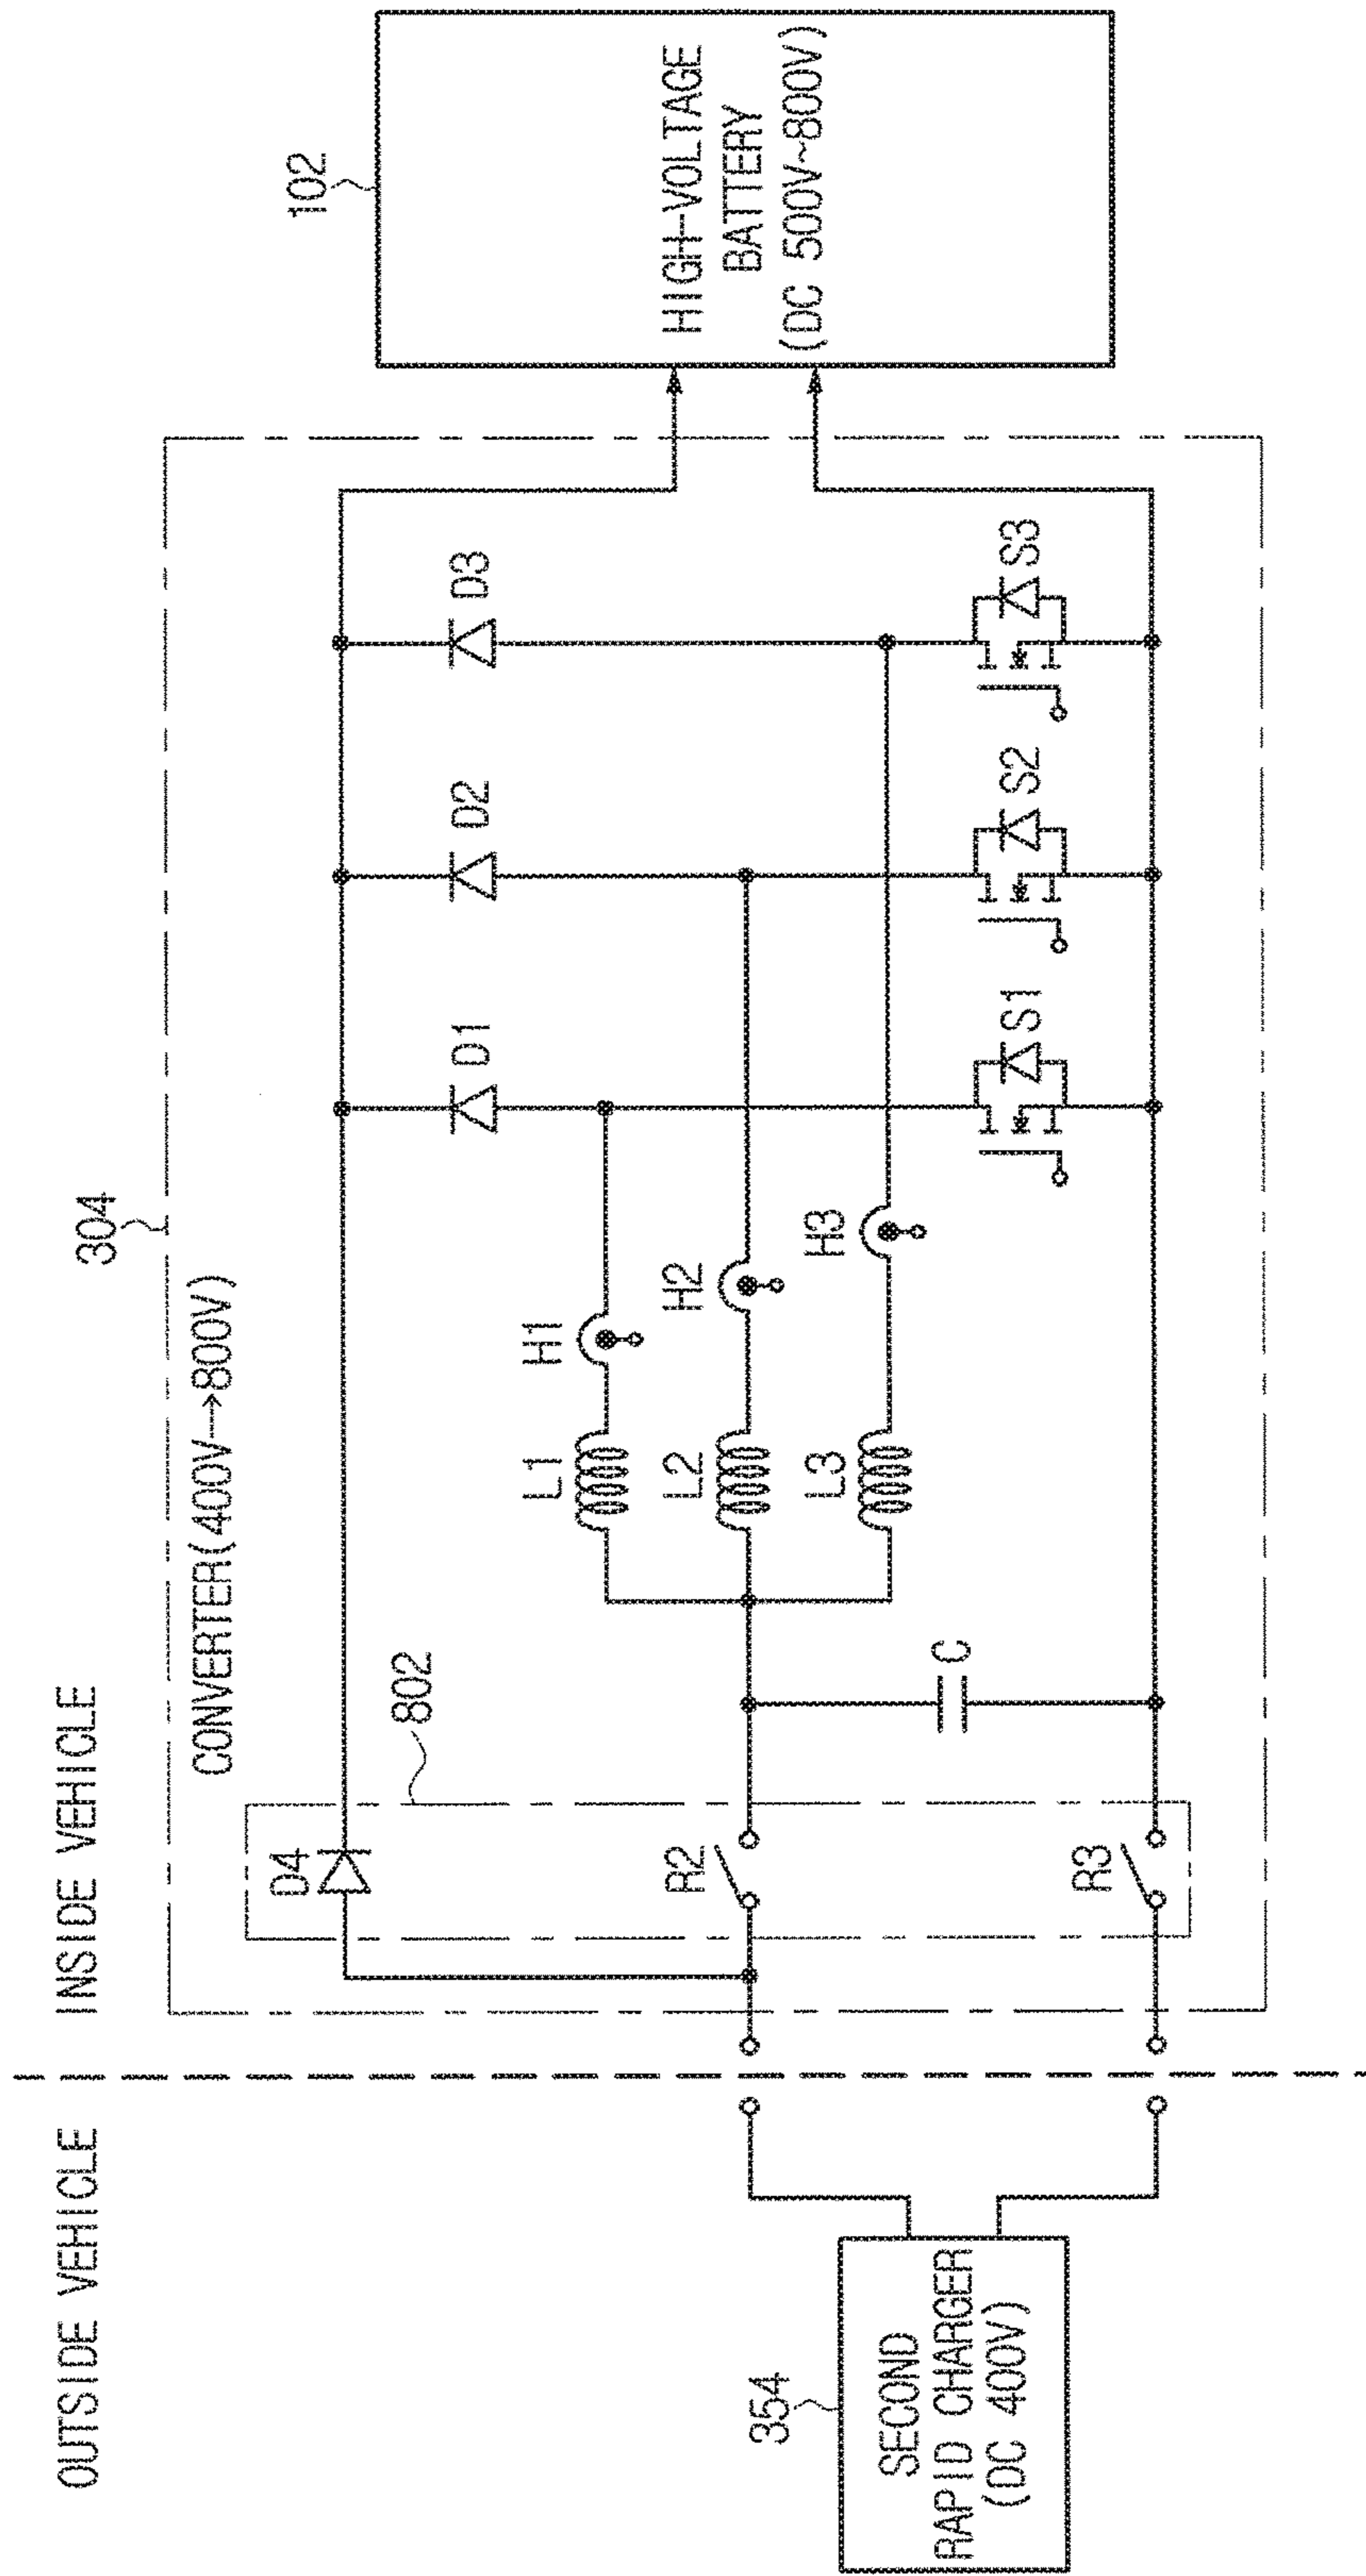 OUTSIDE VEHICLE
INSIDE VEHICLE
304
CONVERTER(400V→800V)
802
D4
R2
R3
C
L1
L2
L3
H1
H2
H3
D1
D2
D3
S1
S2
S3
354
SECOND
RAPID CHARGER
(DC 400V)
102
HIGH-VOLTAGE
BATTERY
(DC 500V~800V)